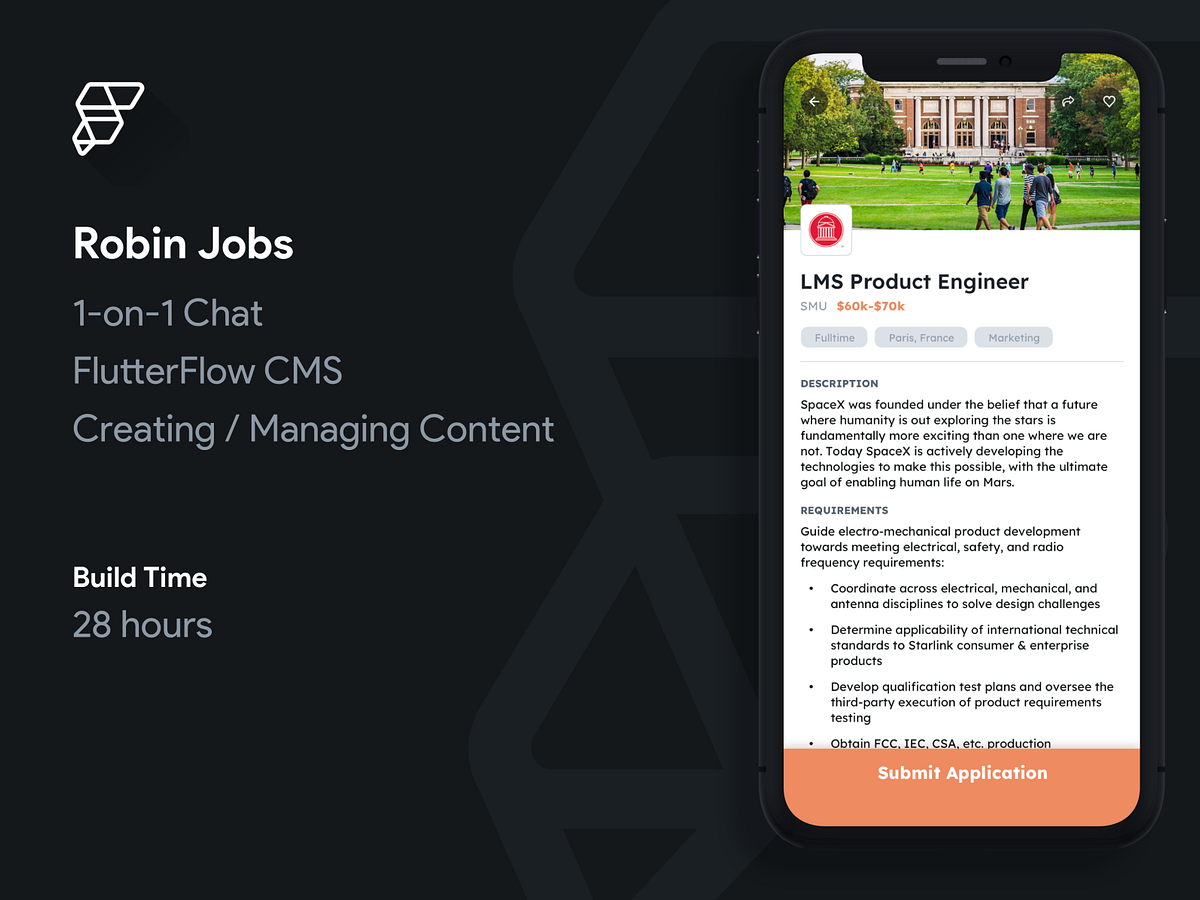 Robin Jobs
1-on-1 Chat
FlutterFlow CMS
Creating / Managing Content
Build Time
28 hours
LMS Product Engineer
SMU $60k-$70k
Fulltime Paris, France Marketing
DESCRIPTION
SpaceX was founded under the belief that a future
where humanity is out exploring the stars is
fundamentally more exciting than one where we are
not. Today SpaceX is actively developing the
technologies to make this possible, with the ultimate
goal of enabling human life on Mars.
REQUIREMENTS
Guide electro-mechanical product development
towards meeting electrical, safety, and radio
frequency requirements:
• Coordinate across electrical, mechanical, and
antenna disciplines to solve design challenges
• Determine applicability of international technical
standards to Starlink consumer & enterprise
products
• Develop qualification test plans and oversee the
third-party execution of product requirements
testing
• Obtain FCC, IEC, CSA, etc. production
Submit Application